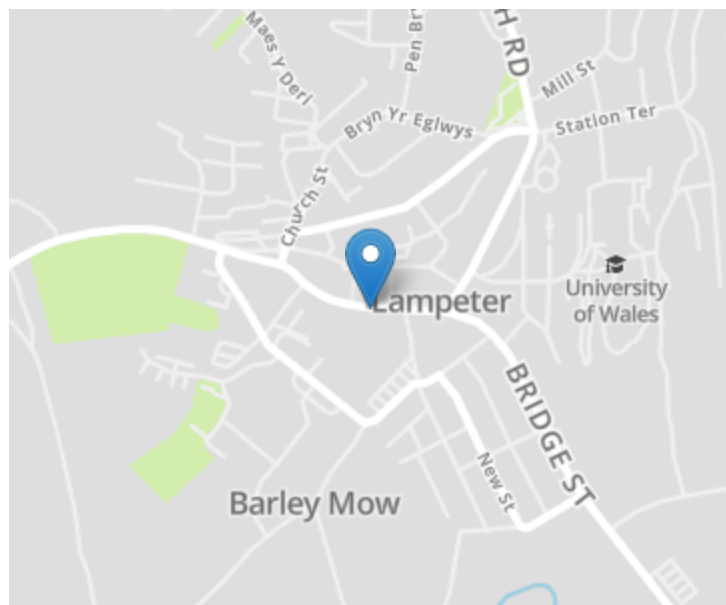 Maes Y Deri
Pen Br
H RD
Mill St
Bryn Yr Eglwys
Station Ter
Church St
Lampeter
University
of Wales
BRIDGE ST
New St
Barley Mow